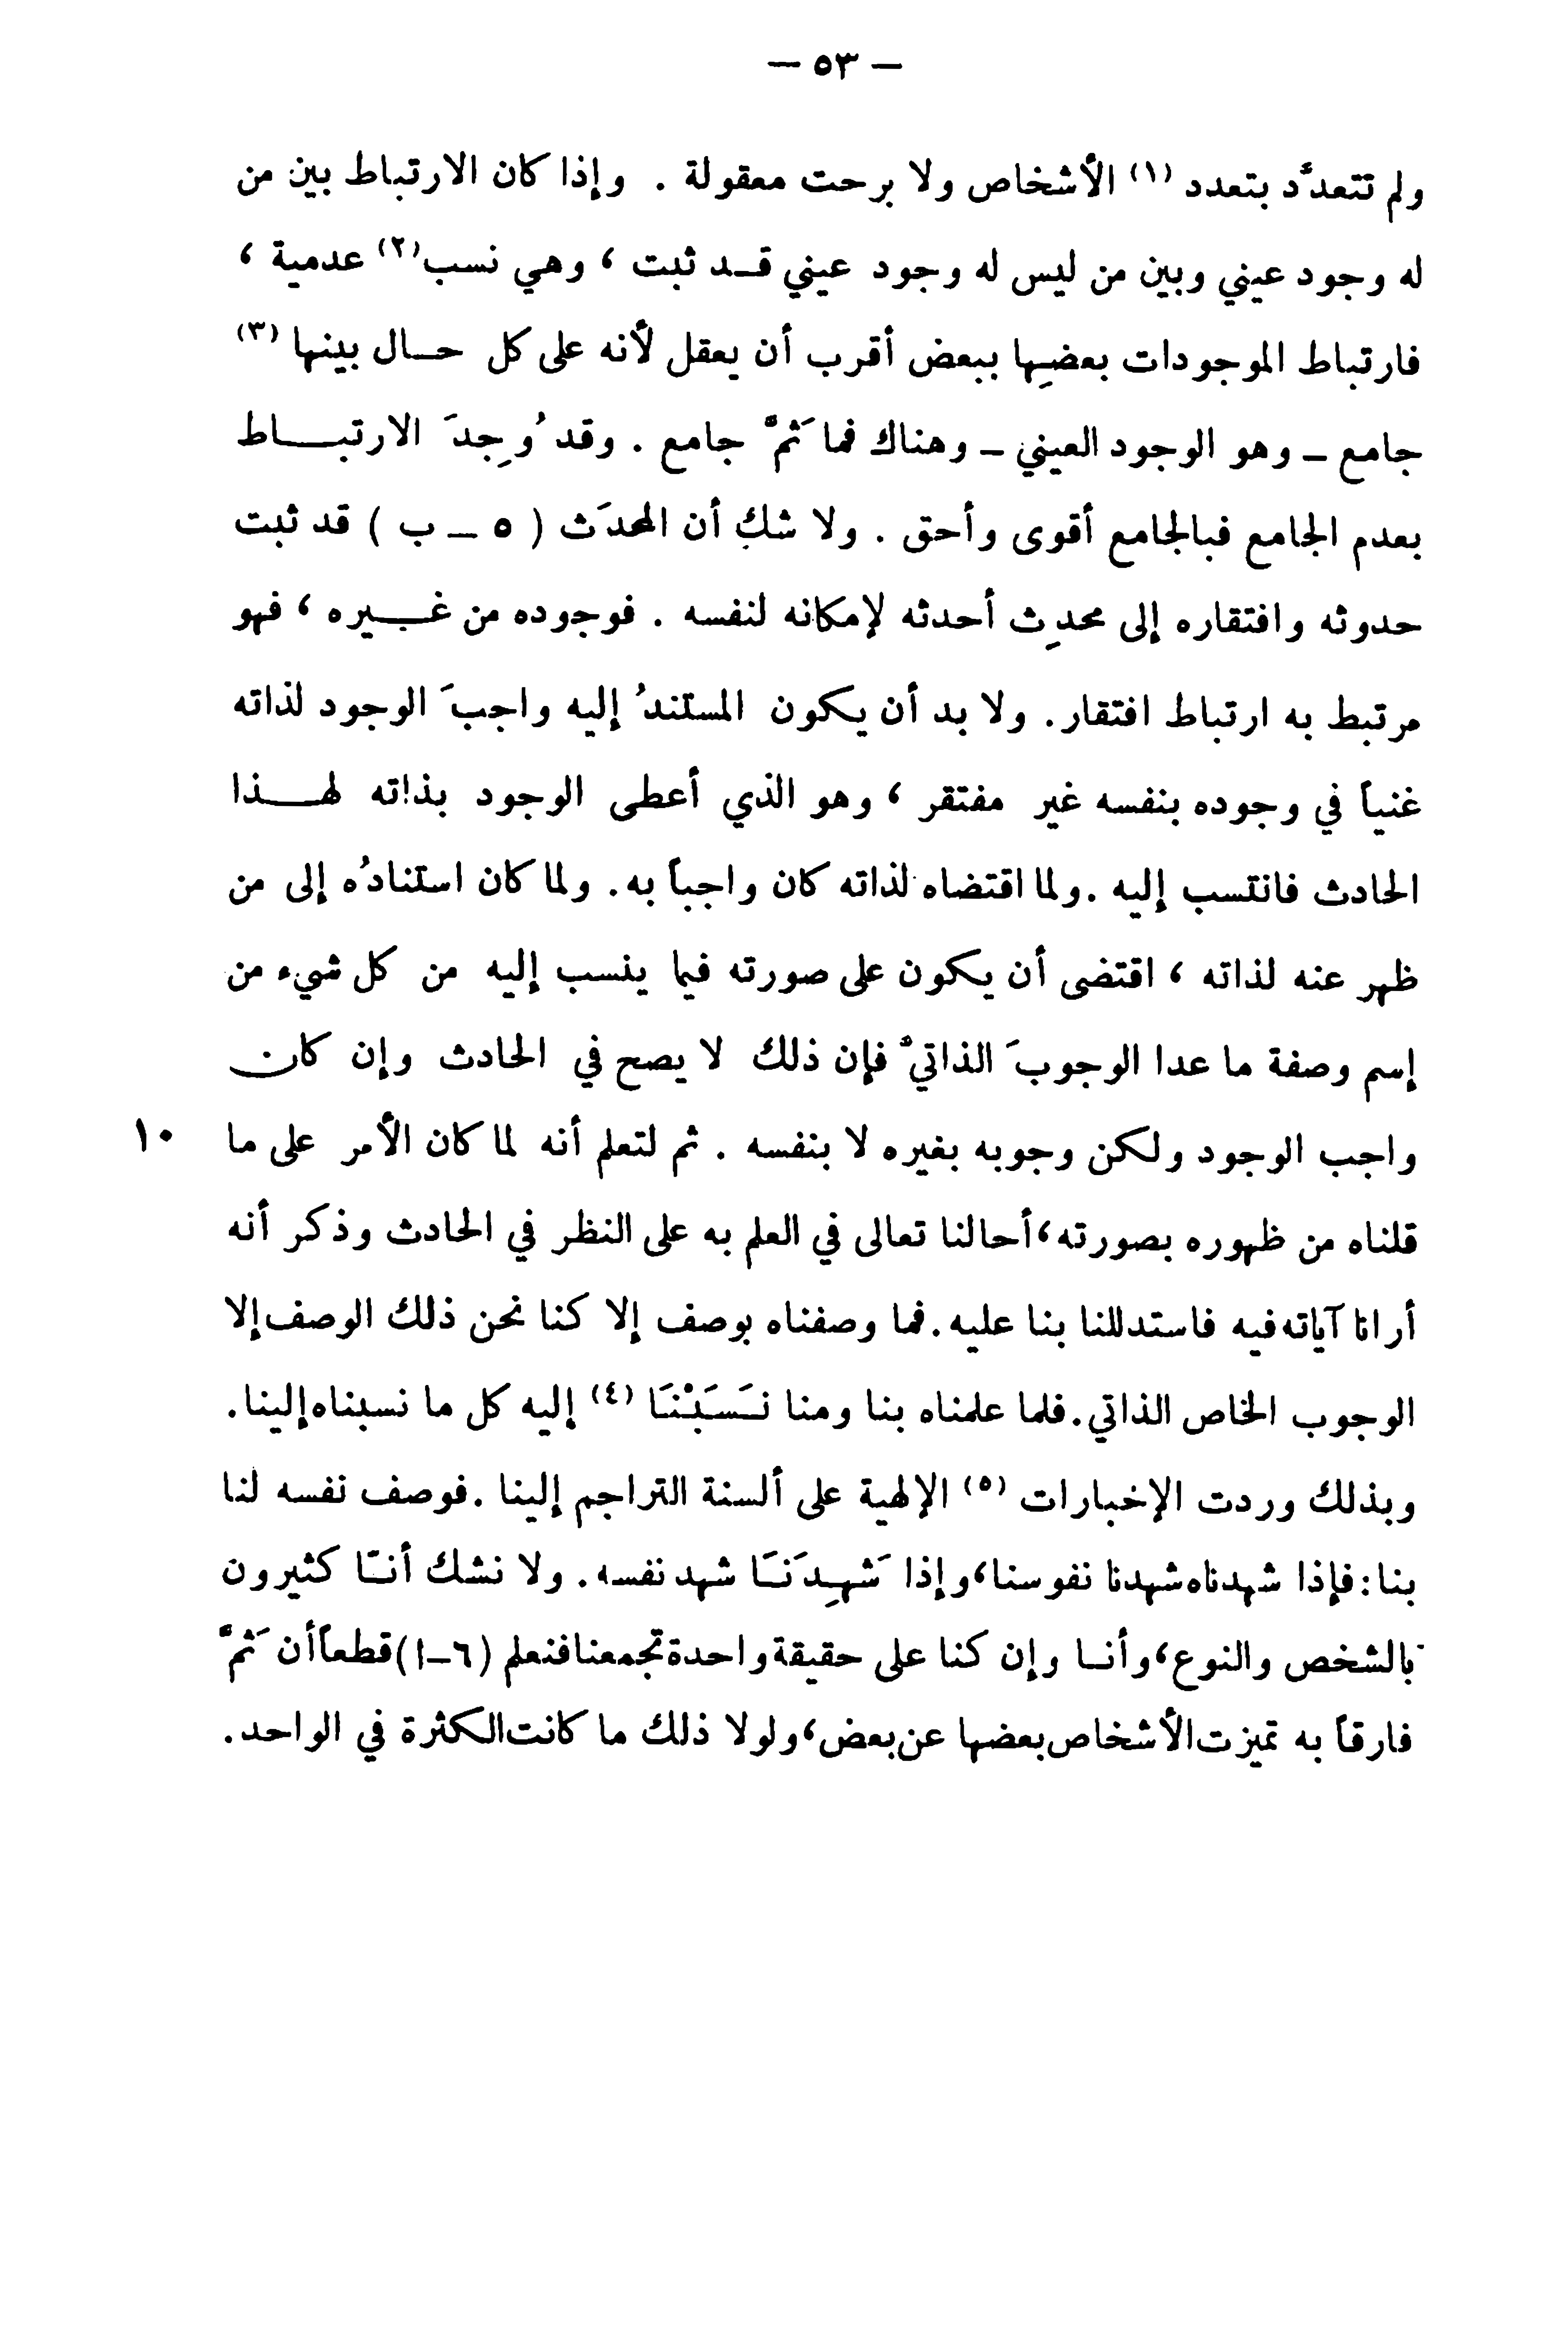 — ٥٣ —
ولم تتعدَّد بتعدد (١) الأشخاص ولا برحت معقولة . وإذا كان الارتباط بين من
له وجود عيني وبين من ليس له وجود عيني قـد ثبت ، وهي نسب(٢) عدمية ،
فارتباط الموجودات بعضِها ببعض أقرب أن يعقل لأنه على كل حـال بينها (٣)
جامع – وهو الوجود العيني – وهناك فما ثَمَّ جامع . وقد وُجِدَ الارتبـاط
بعدم الجامع فبالجامع أقوى وأحق . ولا شك أن المحدَث ( ٥ – ب ) قد ثبت
حدوثه وافتقاره إلى محدِث أحدثه لإمكانه لنفسه . فوجوده من غـيره ، فهو
مرتبط به ارتباط افتقار . ولا بد أن يكون المستندُ إليه واجبَ الوجود لذاته
غنياً في وجوده بنفسه غير مفتقر ، وهو الذي أعطى الوجود بذاته لهـذا
الحادث فانتسب إليه . ولما اقتضاه لذاته كان واجباً به . ولما كان استنادُه إلى من
ظهر عنه لذاته ، اقتضى أن يكون على صورته فيما ينسب إليه من كل شيء من
إسم وصفة ما عدا الوجوبَ الذاتيَّ فإن ذلك لا يصح في الحادث وإن كان
واجب الوجود ولكن وجوبه بغيره لا بنفسه . ثم لتعلم أنه لما كان الأمر على ما ١٠
قلناه من ظهوره بصورته، أحالنا تعالى في العلم به على النظر في الحادث وذكر أنه
أرانا آياته فيه فاستدللنا بنا عليه . فما وصفناه بوصف إلا كنا نحن ذلك الوصف إلا
الوجوب الخاص الذاتي . فلما علمناه بنا ومنا نَسَبْنَا (٤) إليه كل ما نسبناه إلينا .
وبذلك وردت الإخبارات (٥) الإلهية على ألسنة التراجم إلينا . فوصف نفسه لنا
بنا : فإذا شهدناه شهدنا نفوسنا، وإذا شَهِدَنَا شهد نفسه . ولا نشك أنـّا كثيرون
بالشخص والنوع، وأنـا وإن كنا على حقيقة واحدة تجمعنا فنعلم (٦–ا) قطعاً أن ثَمَّ
فارقاً به تميزت الأشخاص بعضها عن بعض، ولولا ذلك ما كانت الكثرة في الواحد .